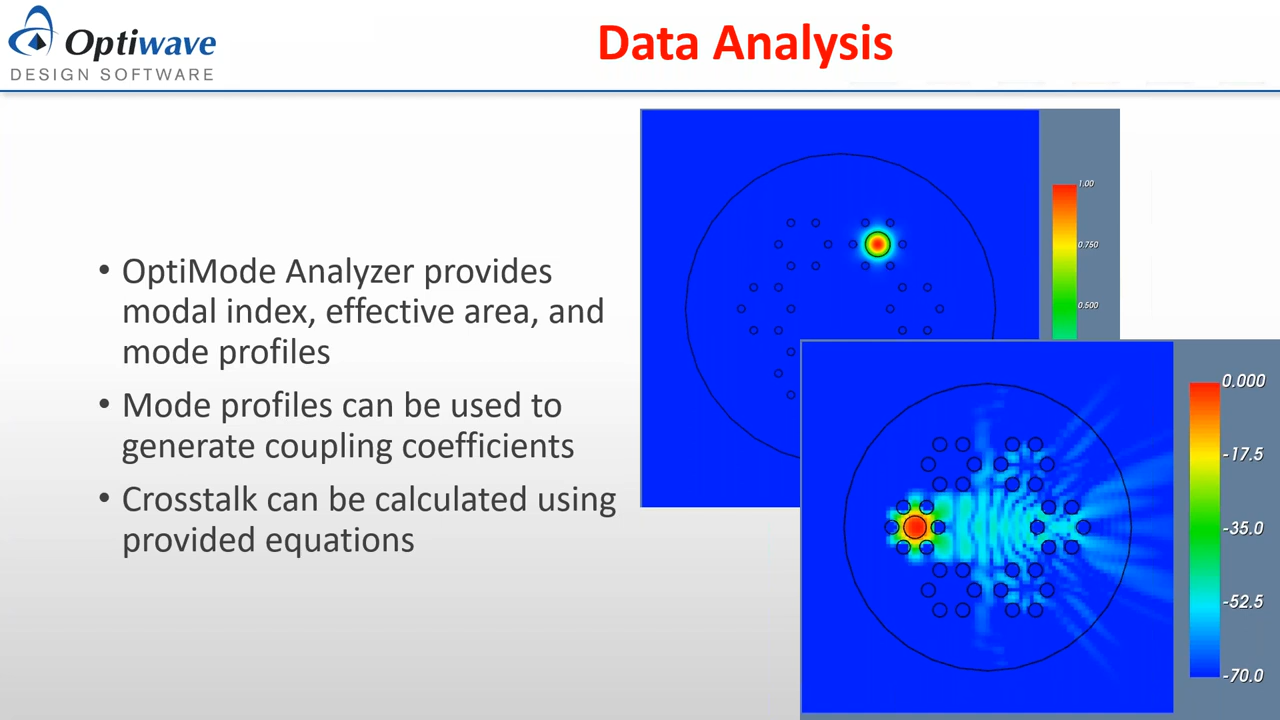 Optiwave
DESIGN SOFTWARE
Data Analysis
• OptiMode Analyzer provides
modal index, effective area, and
mode profiles
• Mode profiles can be used to
generate coupling coefficients
• Crosstalk can be calculated using
provided equations
1.00
0.750
0.500
0.000
-17.5
-35.0
-52.5
-70.0